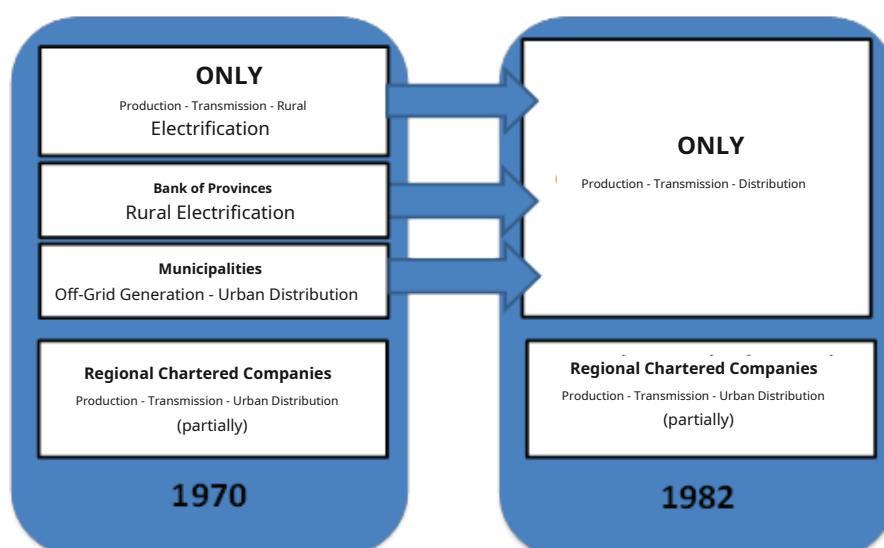 ONLY
Production - Transmission - Rural
Electrification
Bank of Provinces
Rural Electrification
Municipalities
Off-Grid Generation - Urban Distribution
Regional Chartered Companies
Production - Transmission - Urban Distribution
(partially)
1970
ONLY
Production - Transmission - Distribution
Regional Chartered Companies
Production - Transmission - Urban Distribution
(partially)
1982